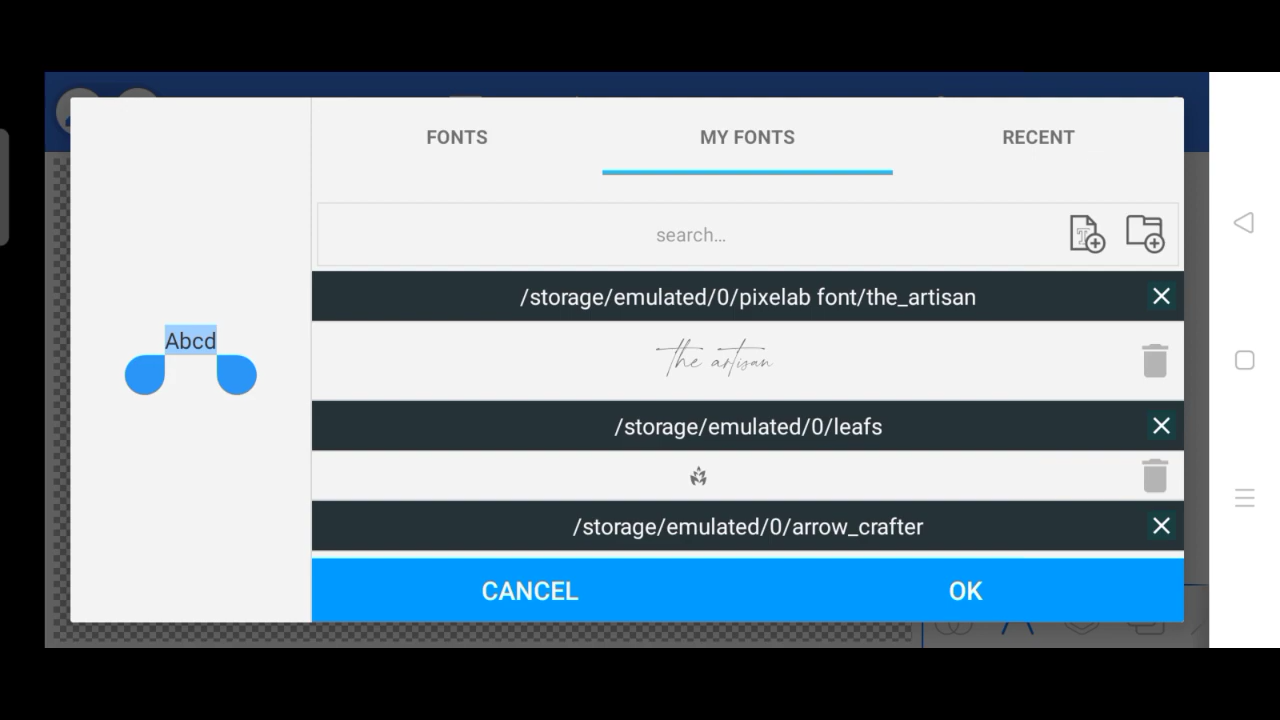 FONTS
MY FONTS
RECENT
search...
/storage/emulated/0/pixelab font/the_artisan
Abcd
the artisan
/storage/emulated/0/leafs
/storage/emulated/0/arrow_crafter
CANCEL
OK